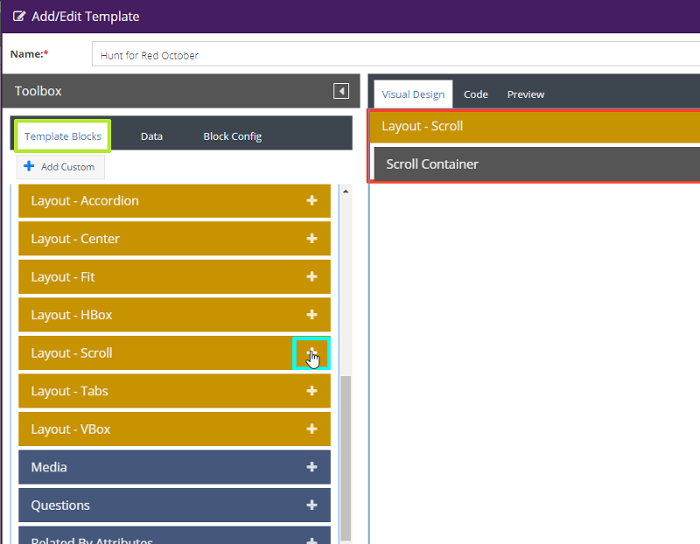 Add/Edit Template
Name:*
Hunt for Red October
Toolbox
Template Blocks
Data
Block Config
Add Custom
Layout - Accordion
Layout - Center
Layout - Fit
Layout - HBox
Layout - Scroll
Layout - Tabs
Layout - VBox
Media
Questions
Related By Attributes
Visual Design
Code
Preview
Layout - Scroll
Scroll Container